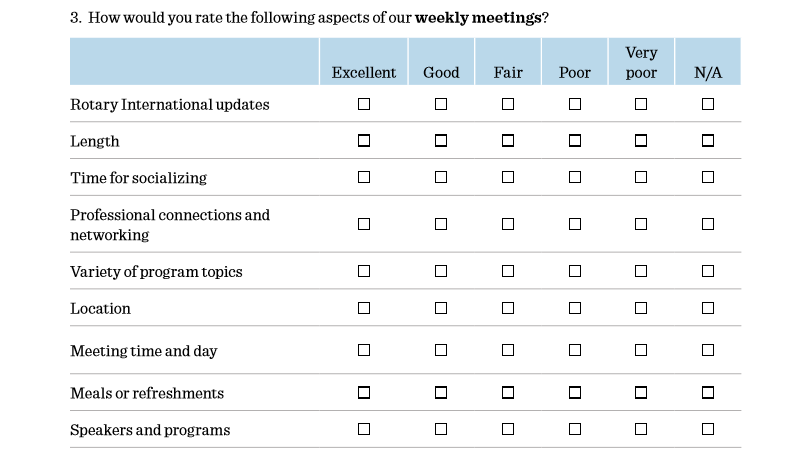 3. How would you rate the following aspects of our weekly meetings?
Excellent Good Fair Poor Very poor N/A
Rotary International updates
Length
Time for socializing
Professional connections and
networking
Variety of program topics
Location
Meeting time and day
Meals or refreshments
Speakers and programs